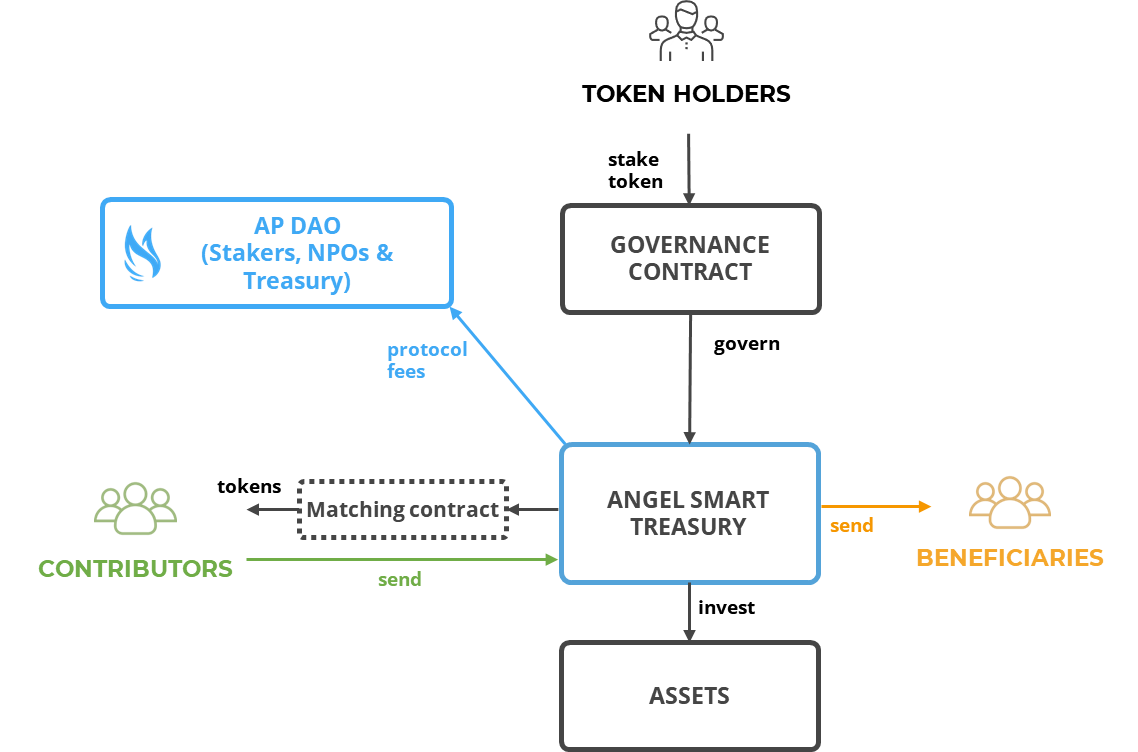 TOKEN HOLDERS
stake
token
AP DAO
(Stakers, NPOs &
Treasury)
GOVERNANCE
CONTRACT
govern
protocol
fees
tokens
Matching contract
ANGEL SMART
TREASURY
send
BENEFICIARIES
CONTRIBUTORS
send
invest
ASSETS